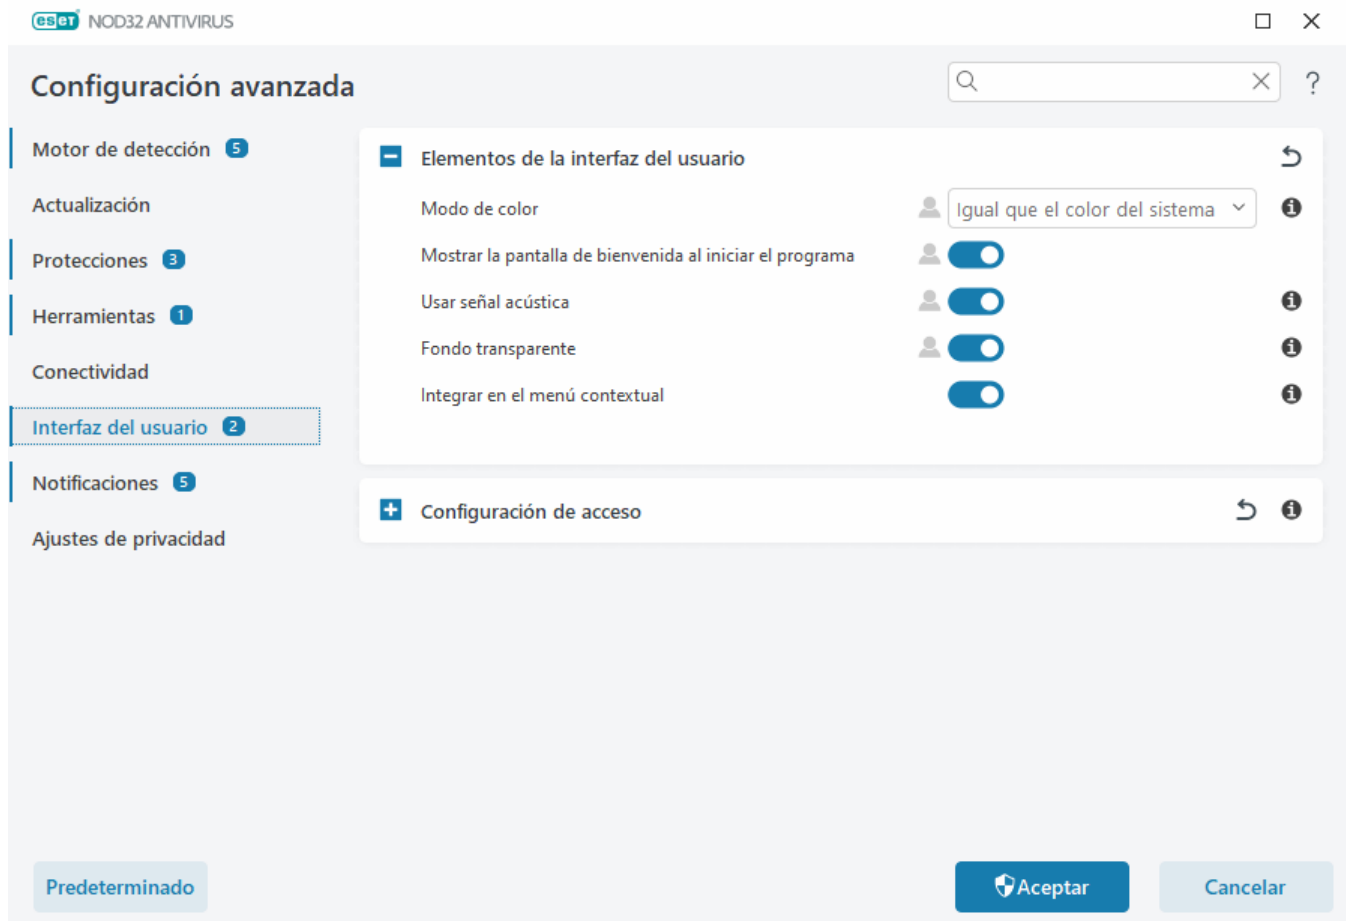 eseT NOD32 ANTIVIRUS
Configuración avanzada
?
Motor de detección 5
Actualización
Protecciones 3
Herramientas 1
Conectividad
Interfaz del usuario 2
Notificaciones 5
Ajustes de privacidad
Elementos de la interfaz del usuario
Modo de color Igual que el color del sistema
Mostrar la pantalla de bienvenida al iniciar el programa
Usar señal acústica
Fondo transparente
Integrar en el menú contextual
Configuración de acceso
Predeterminado
Aceptar
Cancelar